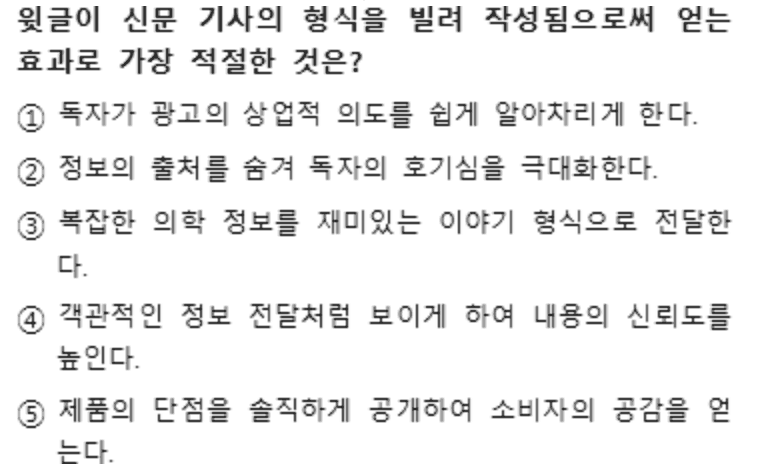 윗글이 신문 기사의 형식을 빌려 작성됨으로써 얻는
효과로 가장 적절한 것은?
① 독자가 광고의 상업적 의도를 쉽게 알아차리게 한다.
② 정보의 출처를 숨겨 독자의 호기심을 극대화한다.
③ 복잡한 의학 정보를 재미있는 이야기 형식으로 전달한
다.
④ 객관적인 정보 전달처럼 보이게 하여 내용의 신뢰도를
높인다.
⑤ 제품의 단점을 솔직하게 공개하여 소비자의 공감을 얻
는다.